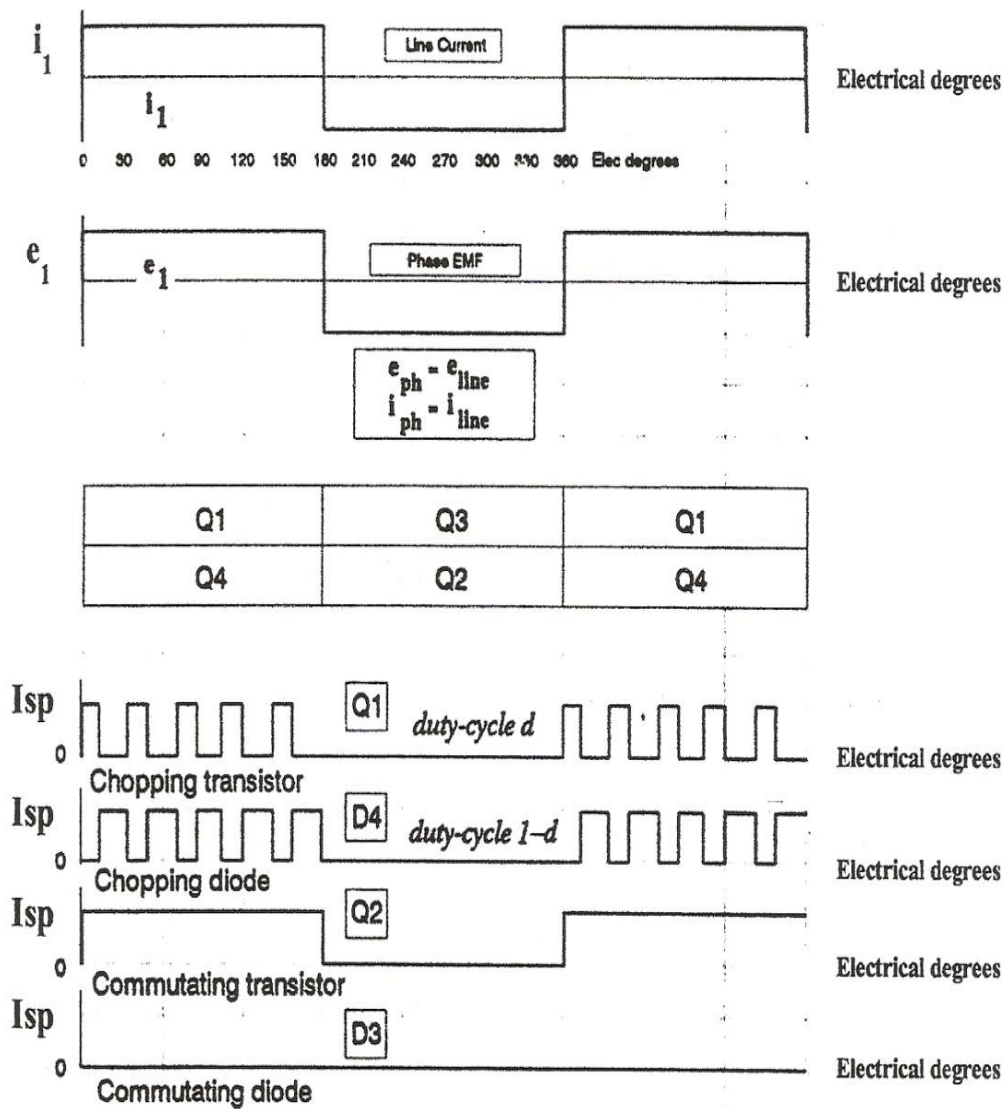 i1
Line Current
Electrical degrees
i1
0 30 60 90 120 150 180 210 240 270 300 330 360 Elec degrees
e1
e1
Phase EMF
Electrical degrees
eph = eline
iph = iline
Q1 Q3 Q1
Q4 Q2 Q4
Isp
Q1
duty-cycle d
0
Electrical degrees
Chopping transistor
Isp
D4
duty-cycle 1–d
0
Electrical degrees
Chopping diode
Isp
Q2
0
Electrical degrees
Commutating transistor
Isp
D3
0
Electrical degrees
Commutating diode